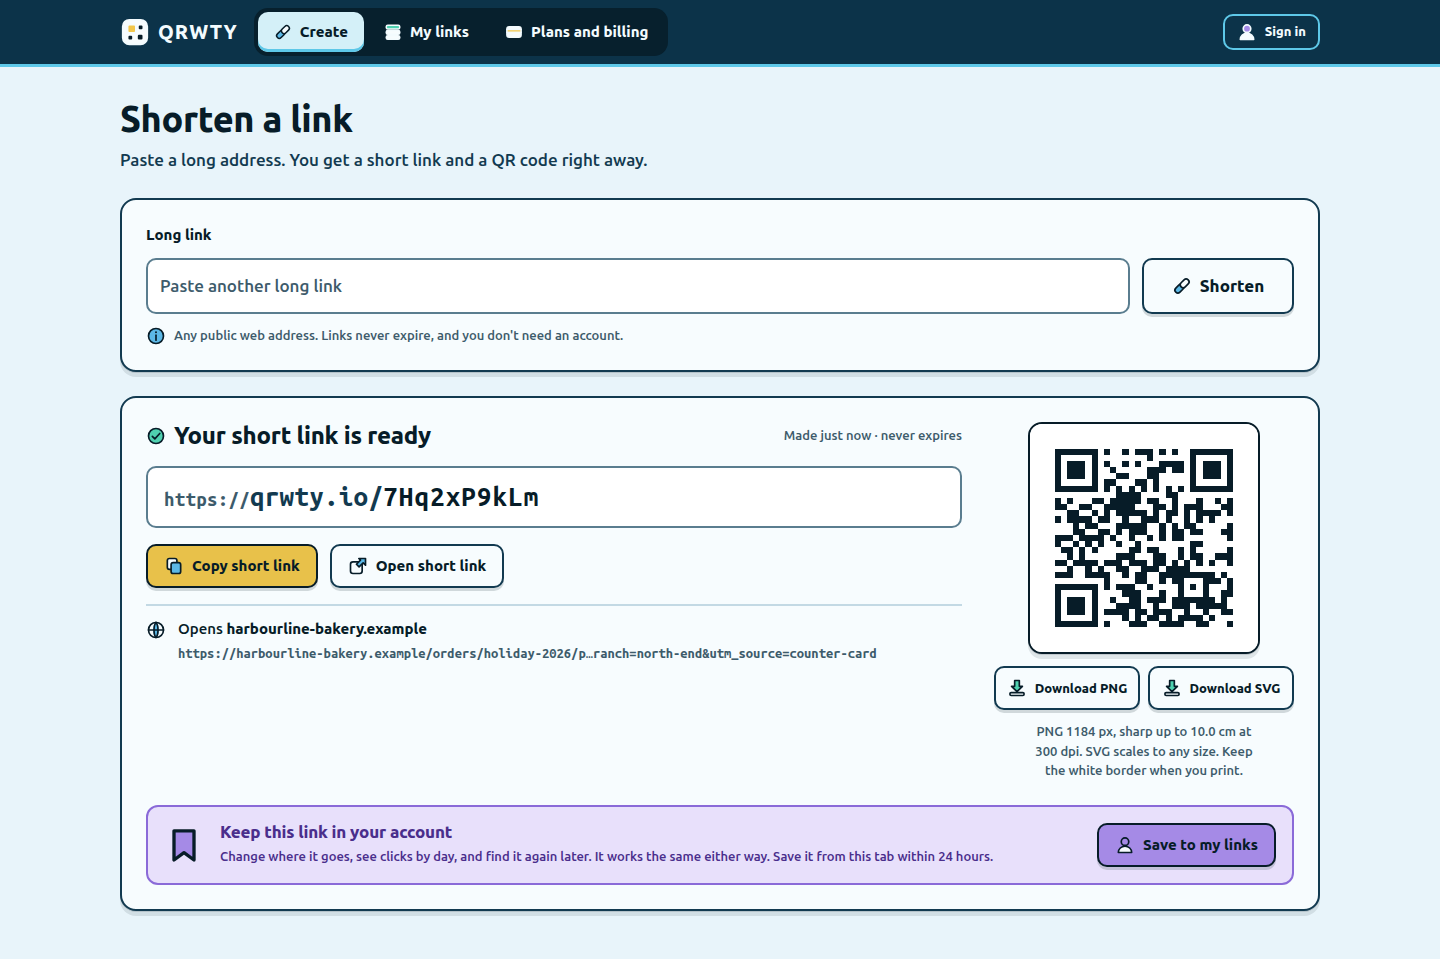 QRWTY
Create
My links
Plans and billing
Sign in
Shorten a link
Paste a long address. You get a short link and a QR code right away.
Long link
Paste another long link
Shorten
Any public web address. Links never expire, and you don't need an account.
Your short link is ready
Made just now · never expires
https://qrwty.io/7Hq2xP9kLm
Copy short link
Open short link
Opens harbourline-bakery.example
https://harbourline-bakery.example/orders/holiday-2026/p…ranch=north-end&utm_source=counter-card
Download PNG
Download SVG
PNG 1184 px, sharp up to 10.0 cm at
300 dpi. SVG scales to any size. Keep
the white border when you print.
Keep this link in your account
Change where it goes, see clicks by day, and find it again later. It works the same either way. Save it from this tab within 24 hours.
Save to my links